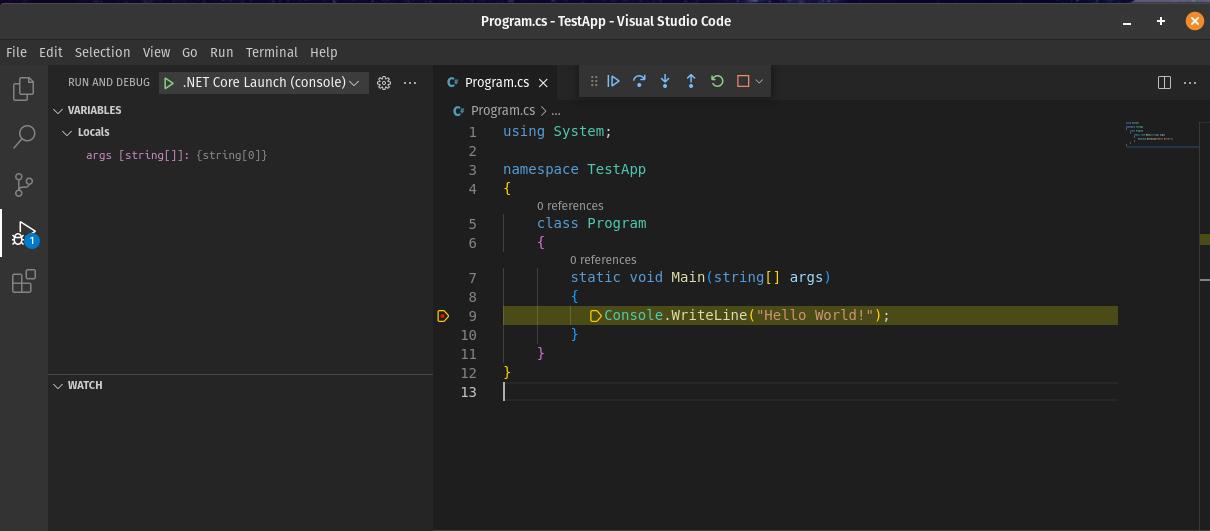 Program.cs - TestApp - Visual Studio Code
File Edit Selection View Go Run Terminal Help
RUN AND DEBUG .NET Core Launch (console)
VARIABLES
Locals
args [string[]]: {string[0]}
1
WATCH
C# Program.cs
C# Program.cs > ...
1 using System;
2
3 namespace TestApp
4 {
0 references
5 class Program
6 {
0 references
7 static void Main(string[] args)
8 {
9 Console.WriteLine("Hello World!");
10 }
11 }
12 }
13